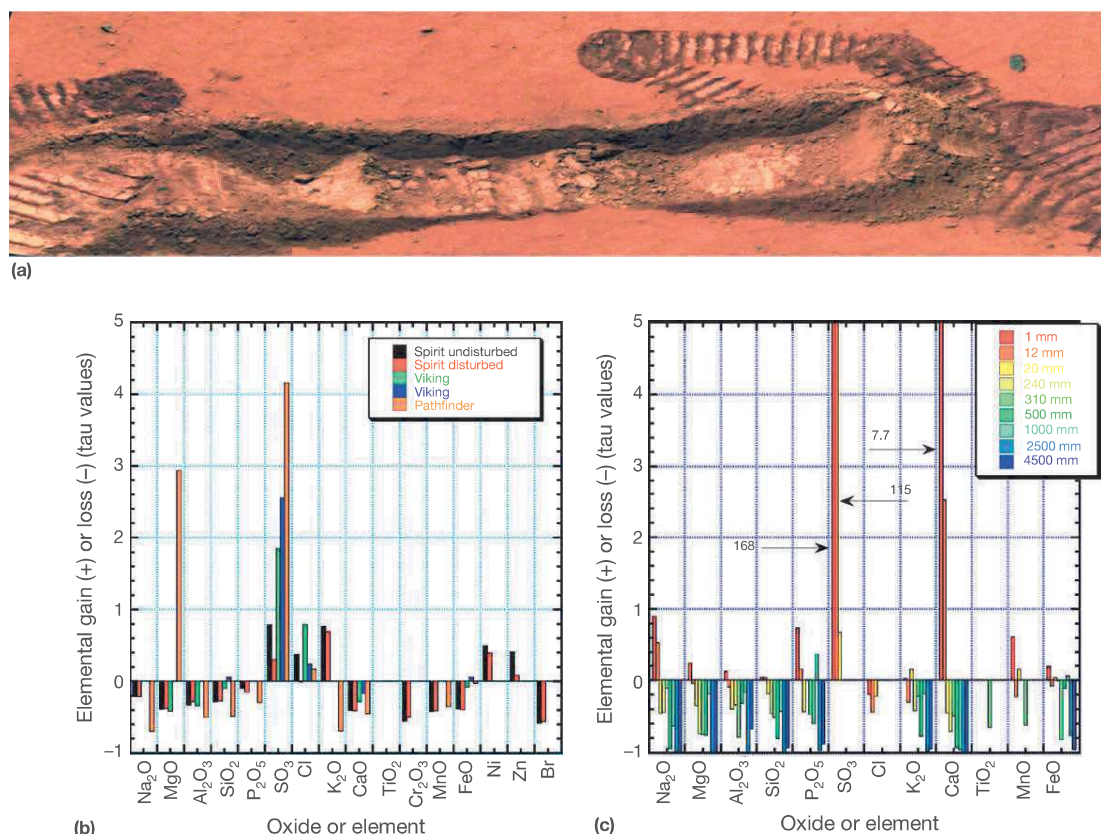 (a)
Elemental gain (+) or loss (−) (tau values)
5
4
3
2
1
0
−1
Spirit undisturbed
Spirit disturbed
Viking
Viking
Pathfinder
Na2O
MgO
Al2O3
SiO2
P2O5
SO3
Cl
K2O
CaO
TiO2
Cr2O3
MnO
FeO
Ni
Zn
Br
(b)
Oxide or element
Elemental gain (+) or loss (−) (tau values)
5
4
3
2
1
0
−1
1 mm
12 mm
20 mm
240 mm
310 mm
500 mm
1000 mm
2500 mm
4500 mm
7.7
115
168
Na2O
MgO
Al2O3
SiO2
P2O5
SO3
Cl
K2O
CaO
TiO2
MnO
FeO
(c)
Oxide or element